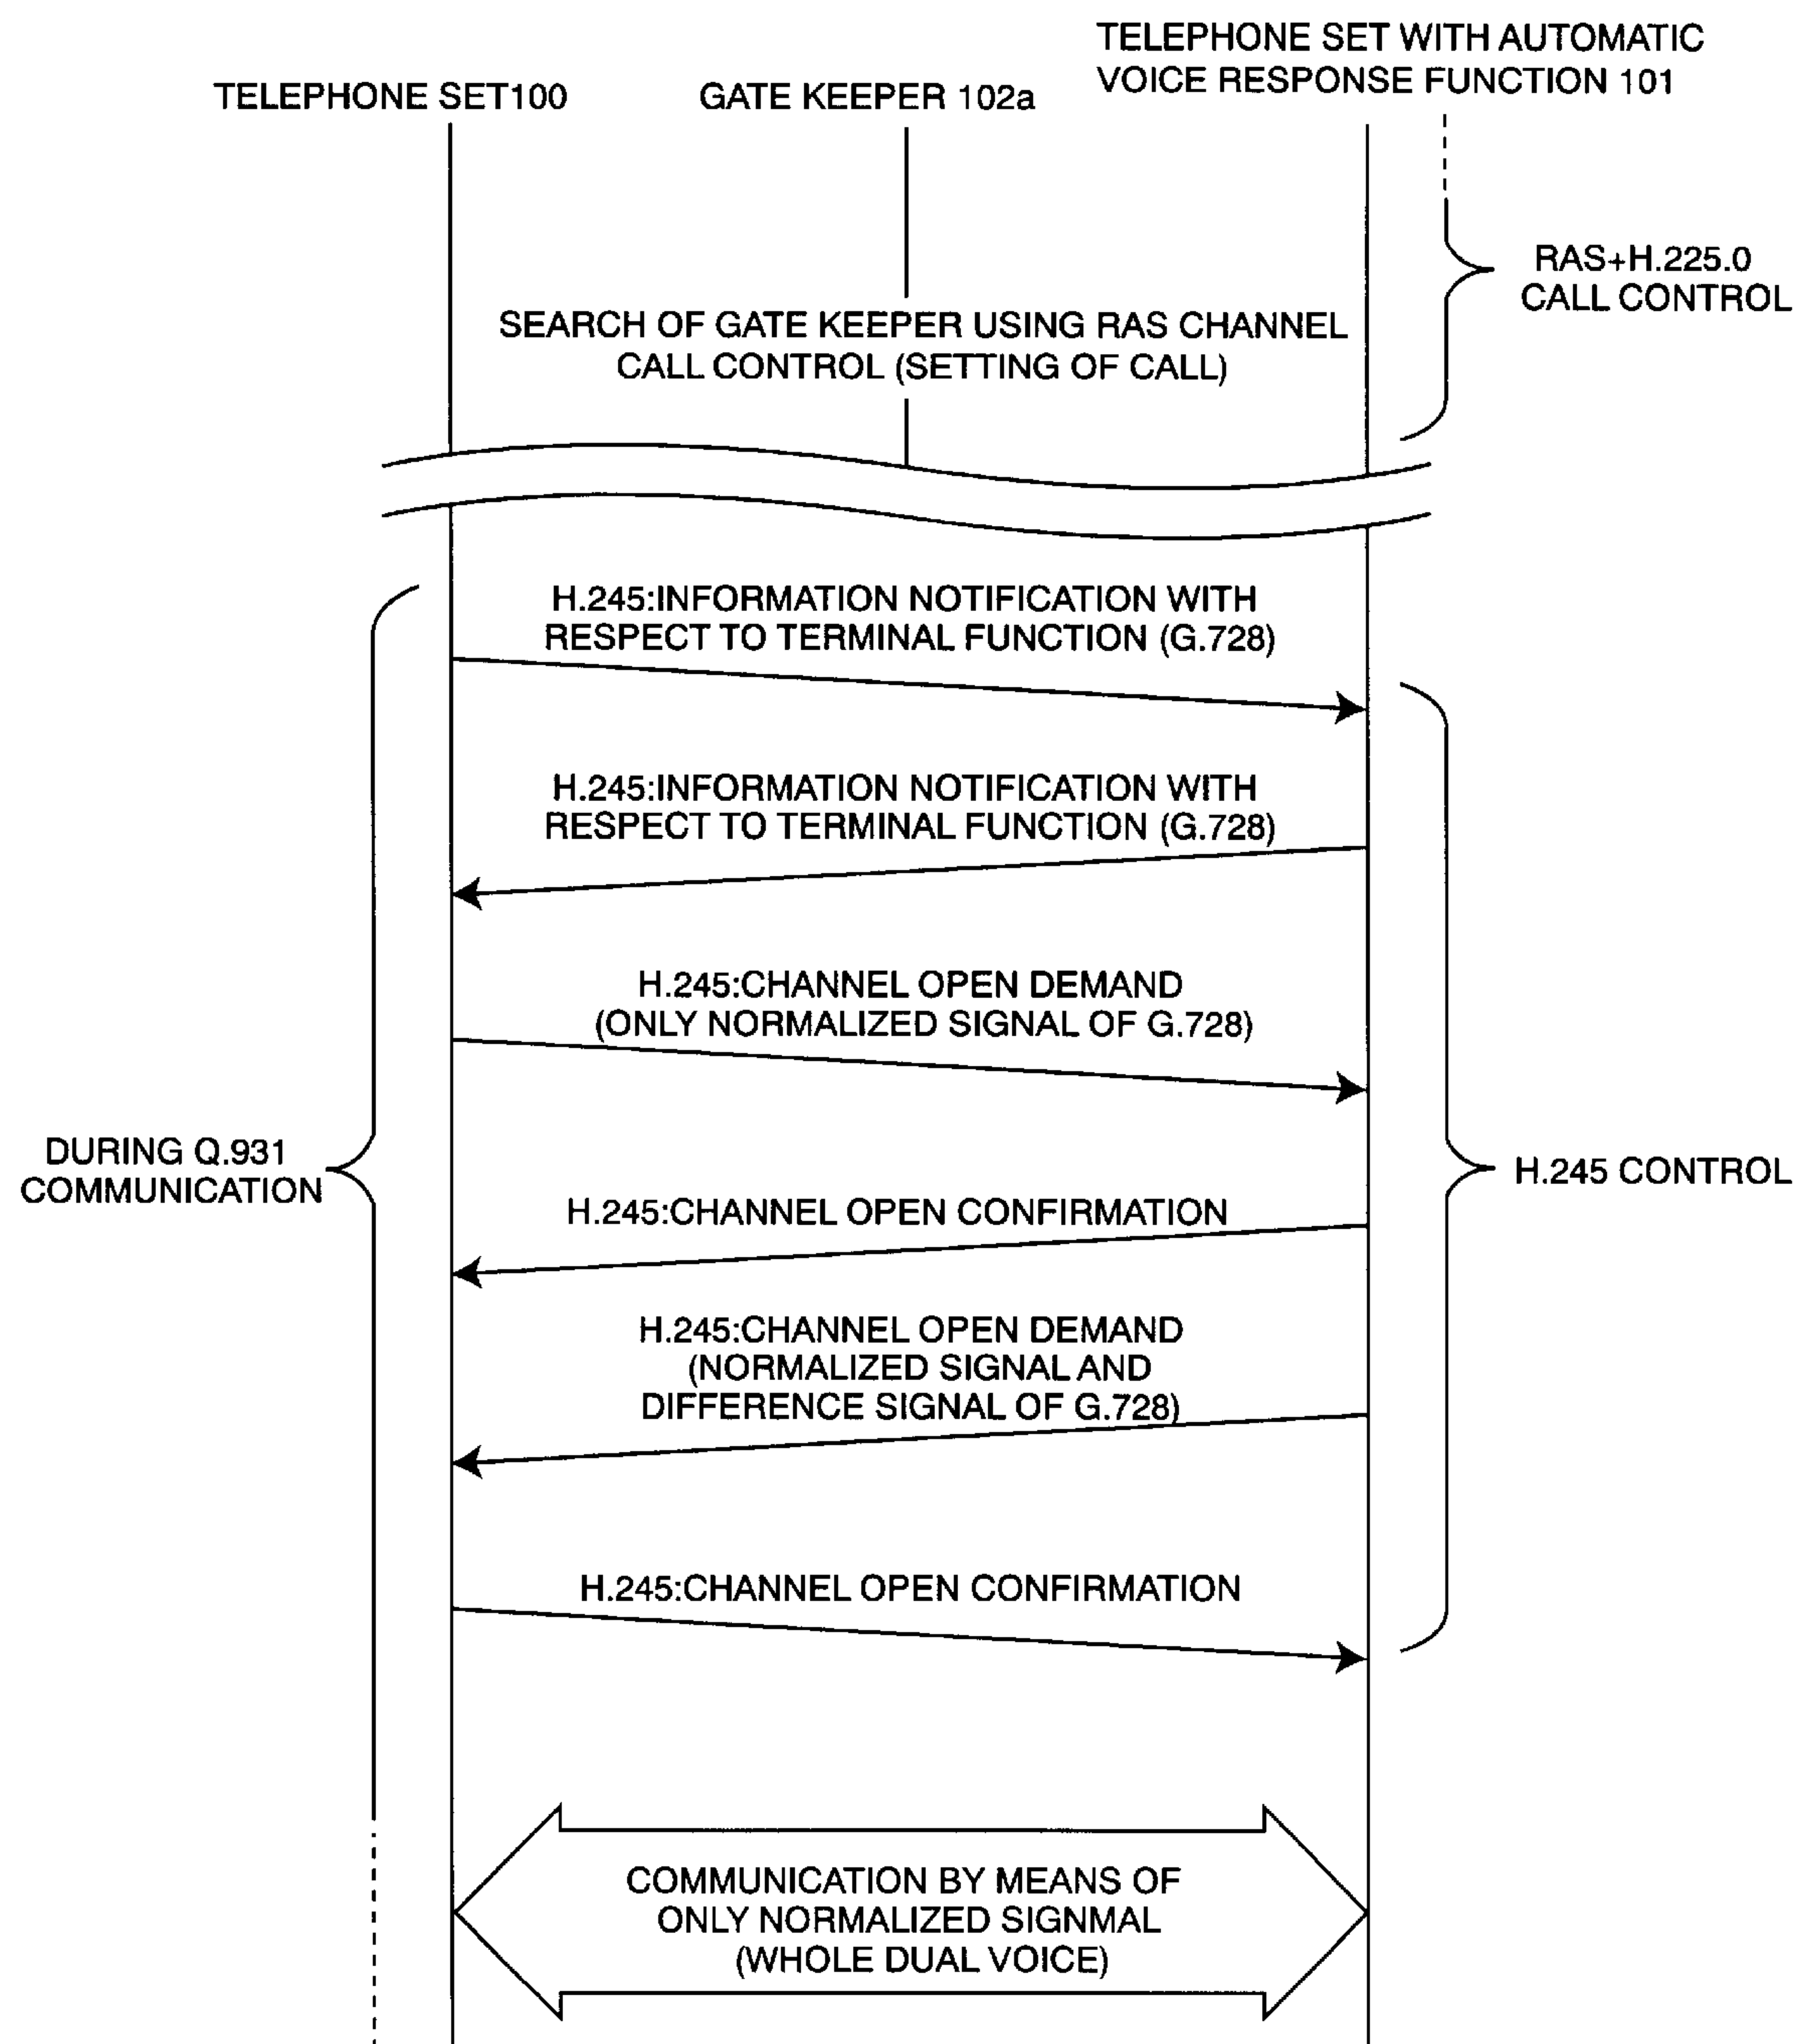 TELEPHONE SET100
GATE KEEPER 102a
TELEPHONE SET WITH AUTOMATIC
VOICE RESPONSE FUNCTION 101
RAS+H.225.0
CALL CONTROL
SEARCH OF GATE KEEPER USING RAS CHANNEL
CALL CONTROL (SETTING OF CALL)
H.245:INFORMATION NOTIFICATION WITH
RESPECT TO TERMINAL FUNCTION (G.728)
H.245:INFORMATION NOTIFICATION WITH
RESPECT TO TERMINAL FUNCTION (G.728)
H.245:CHANNEL OPEN DEMAND
(ONLY NORMALIZED SIGNAL OF G.728)
DURING Q.931
COMMUNICATION
H.245 CONTROL
H.245:CHANNEL OPEN CONFIRMATION
H.245:CHANNEL OPEN DEMAND
(NORMALIZED SIGNAL AND
DIFFERENCE SIGNAL OF G.728)
H.245:CHANNEL OPEN CONFIRMATION
COMMUNICATION BY MEANS OF
ONLY NORMALIZED SIGNMAL
(WHOLE DUAL VOICE)